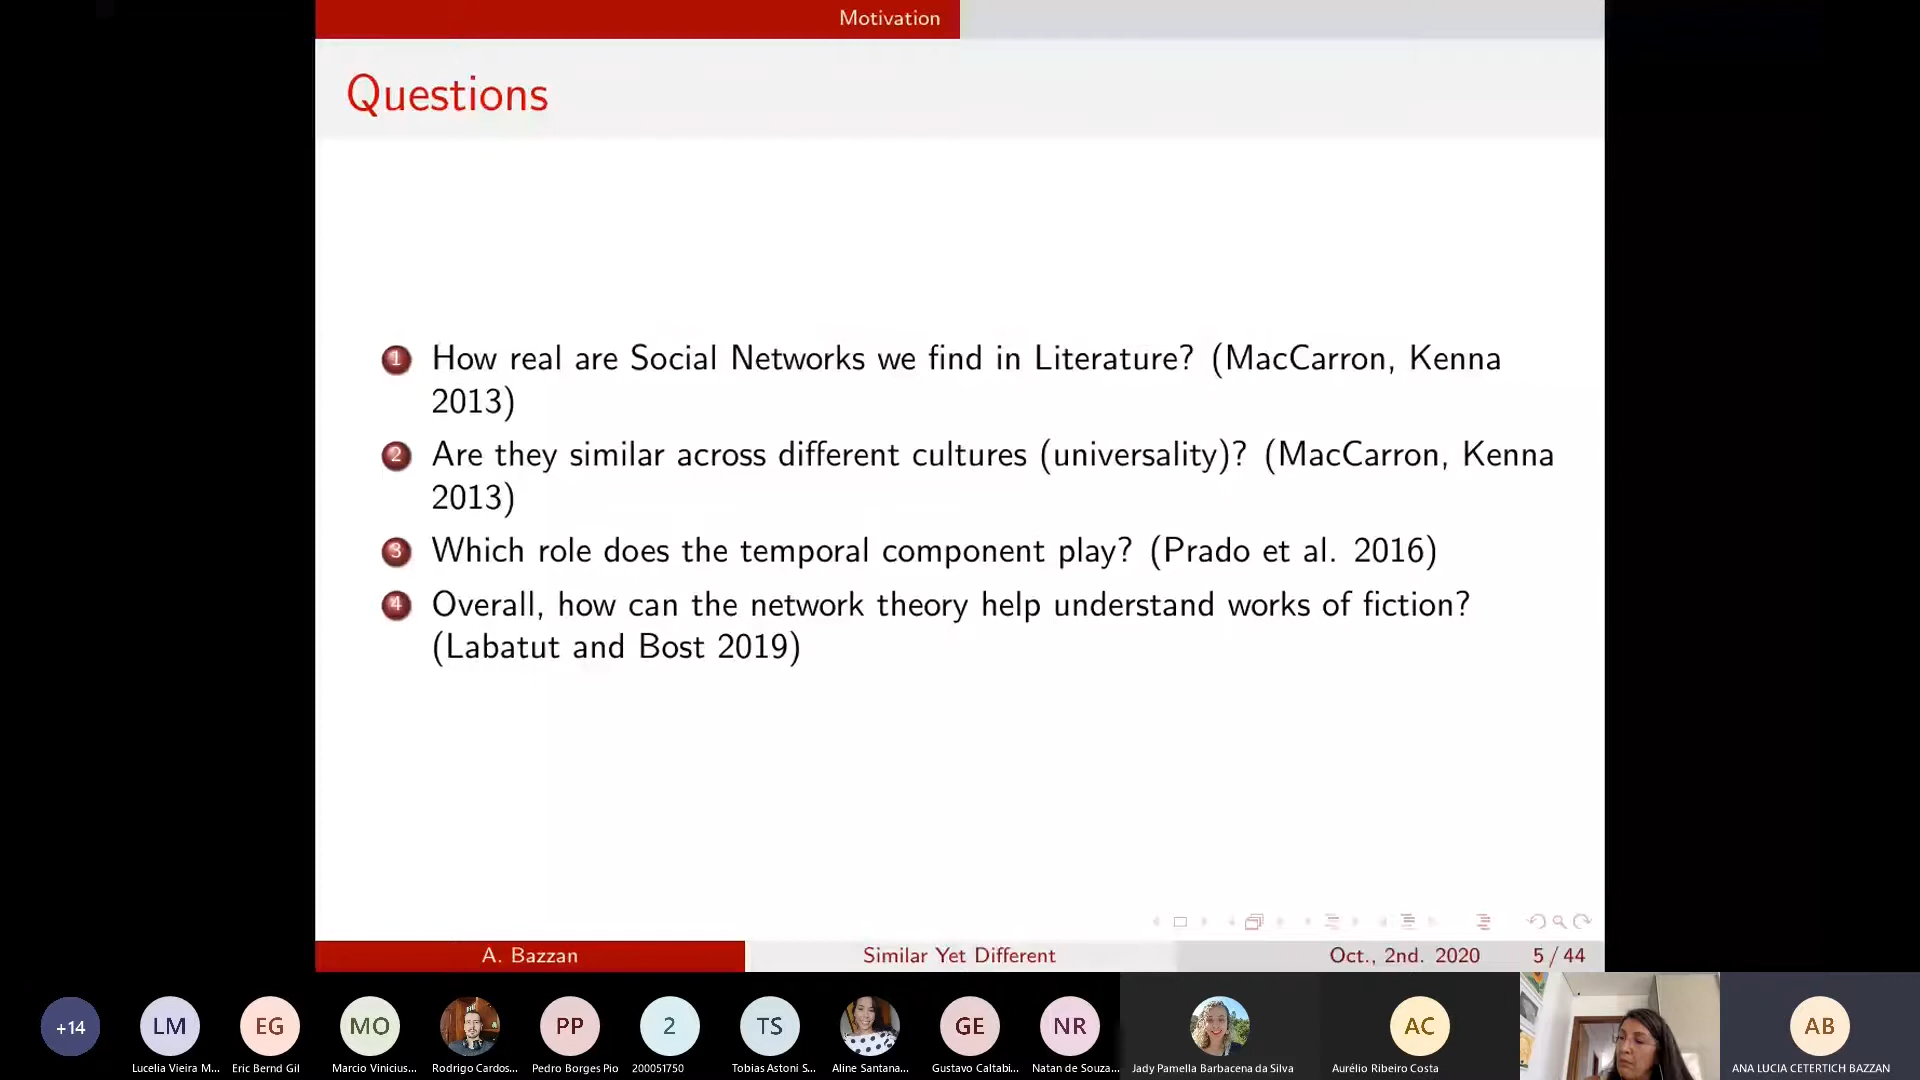 Motivation
Questions
1 How real are Social Networks we find in Literature? (MacCarron, Kenna
2013)
2 Are they similar across different cultures (universality)? (MacCarron, Kenna
2013)
3 Which role does the temporal component play? (Prado et al. 2016)
4 Overall, how can the network theory help understand works of fiction?
(Labatut and Bost 2019)
A. Bazzan Similar Yet Different Oct., 2nd. 2020 5 / 44
+14 LM EG MO PP 2 TS GE NR AC AB
Lucelia Vieira M... Eric Bernd Gil Marcio Vinicius... Rodrigo Cardos... Pedro Borges Pio 200051750 Tobias Astoni S... Aline Santana... Gustavo Caltabi... Natan de Souza... Jady Pamella Barbacena da Silva Aurélio Ribeiro Costa ANA LUCIA CETERTICH BAZZAN